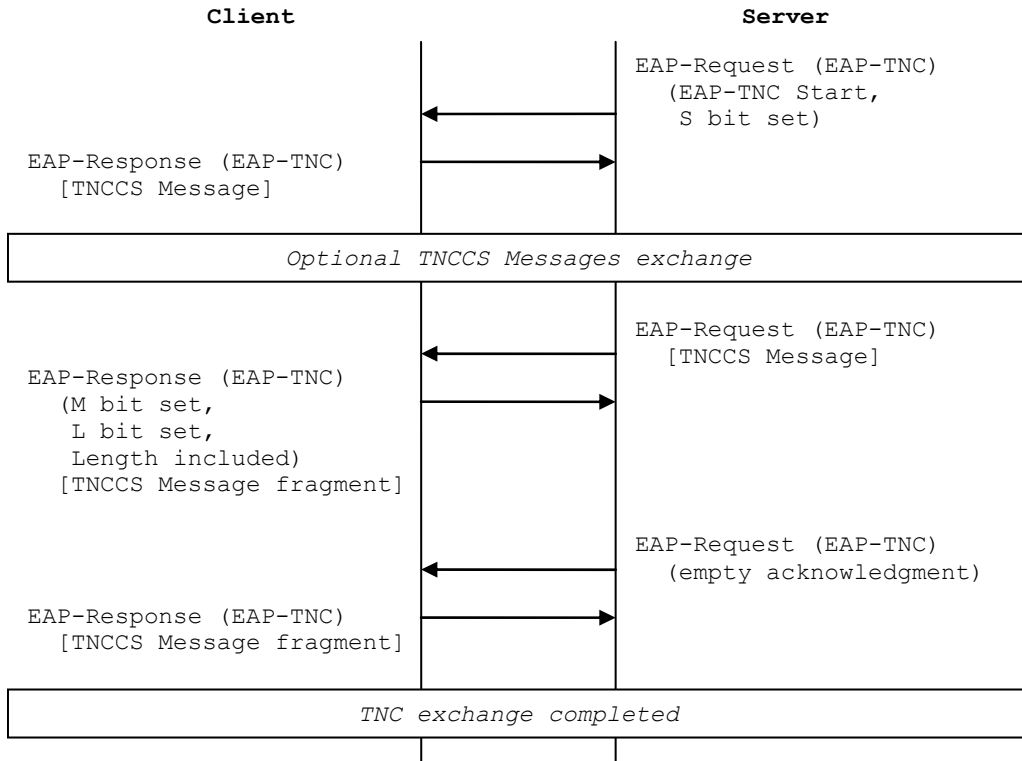 Client
Server
EAP-Request (EAP-TNC)
(EAP-TNC Start,
S bit set)
EAP-Response (EAP-TNC)
[TNCCS Message]
Optional TNCCS Messages exchange
EAP-Request (EAP-TNC)
[TNCCS Message]
EAP-Response (EAP-TNC)
(M bit set,
L bit set,
Length included)
[TNCCS Message fragment]
EAP-Request (EAP-TNC)
(empty acknowledgment)
EAP-Response (EAP-TNC)
[TNCCS Message fragment]
TNC exchange completed